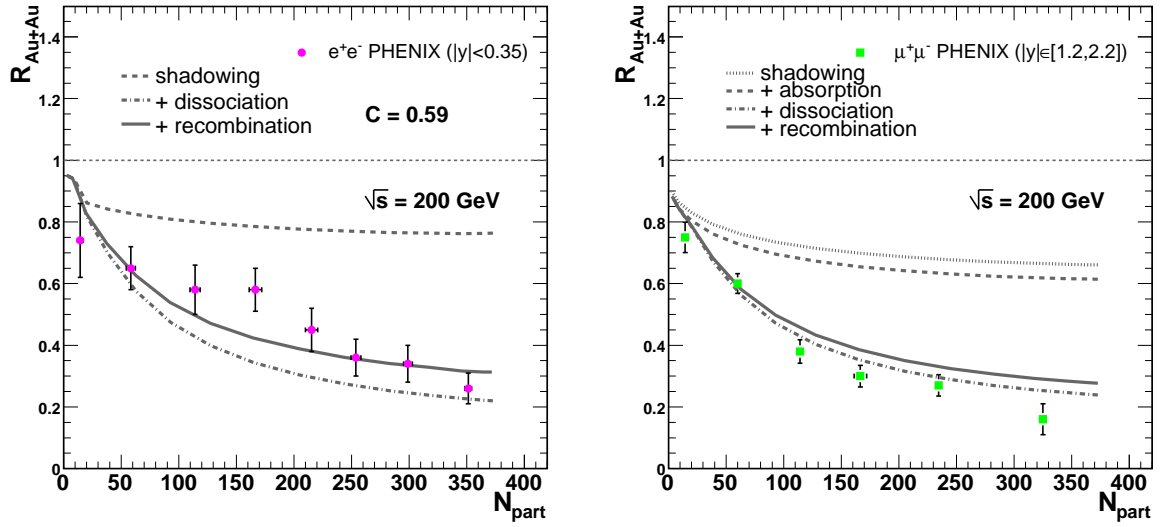 R_Au+Au
1.4
1.2
1
0.8
0.6
0.4
0.2
0
e⁺e⁻ PHENIX (|y|<0.35)
shadowing
+ dissociation
+ recombination
C = 0.59
√s = 200 GeV
0 50 100 150 200 250 300 350 400
N_part
R_Au+Au
1.4
1.2
1
0.8
0.6
0.4
0.2
0
μ⁺μ⁻ PHENIX (|y|∈[1.2,2.2])
shadowing
+ absorption
+ dissociation
+ recombination
√s = 200 GeV
0 50 100 150 200 250 300 350 400
N_part